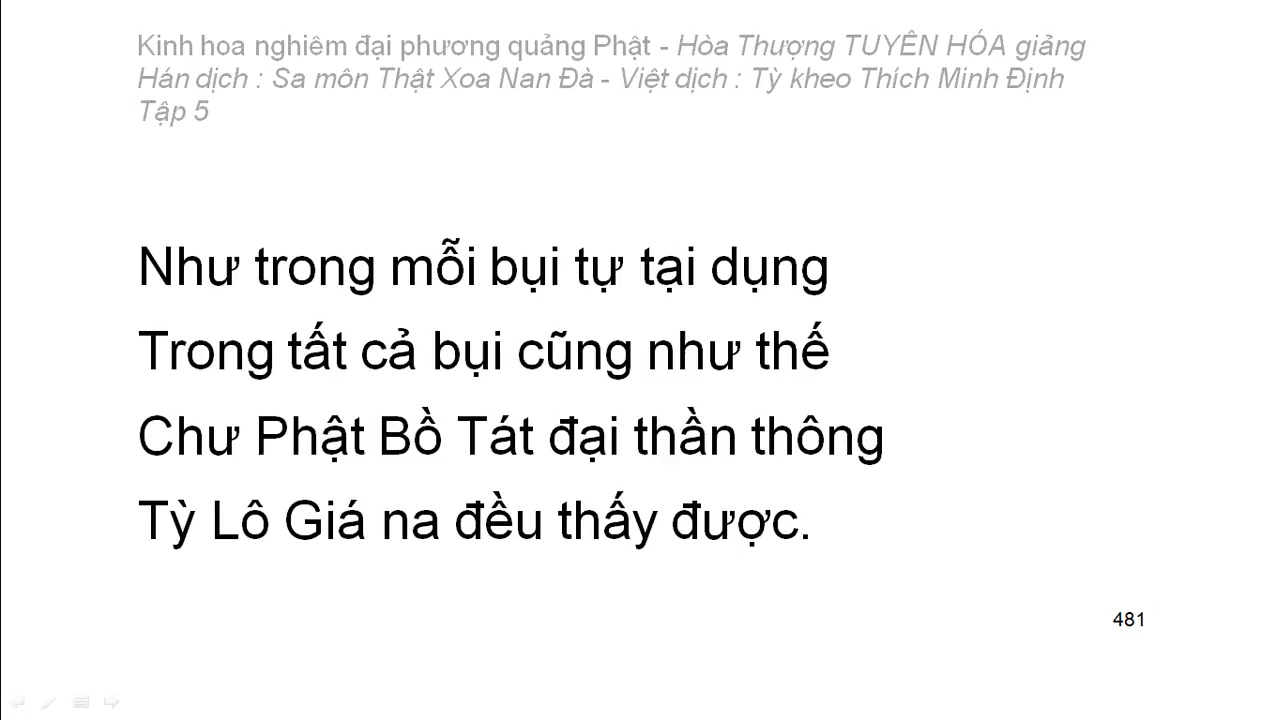 Kinh hoa nghiêm đại phương quảng Phật - Hòa Thượng TUYÊN HÓA giảng
Hán dịch : Sa môn Thật Xoa Nan Đà - Việt dịch : Tỳ kheo Thích Minh Định
Tập 5
Như trong mỗi bụi tự tại dụng
Trong tất cả bụi cũng như thế
Chư Phật Bồ Tát đại thần thông
Tỳ Lô Giá na đều thấy được.
481